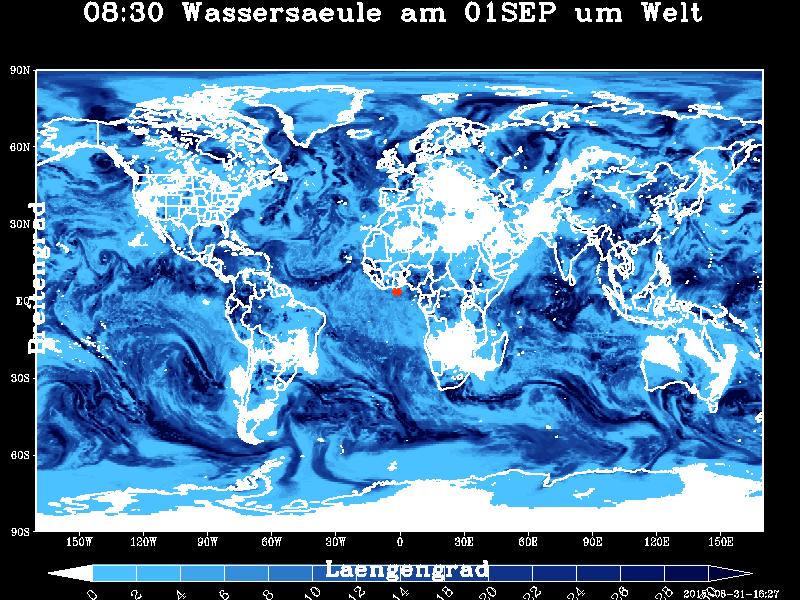 08:30 Wassersaeule am 01SEP um Welt
90N
60N
30N
EQ
30S
60S
90S
Breitengrad
150W 120W 90W 60W 30W 0 30E 60E 90E 120E 150E
Laengengrad
0 2 4 6 8 10 12 14 16 18 20 22 24 26 28
-08-31-16:27